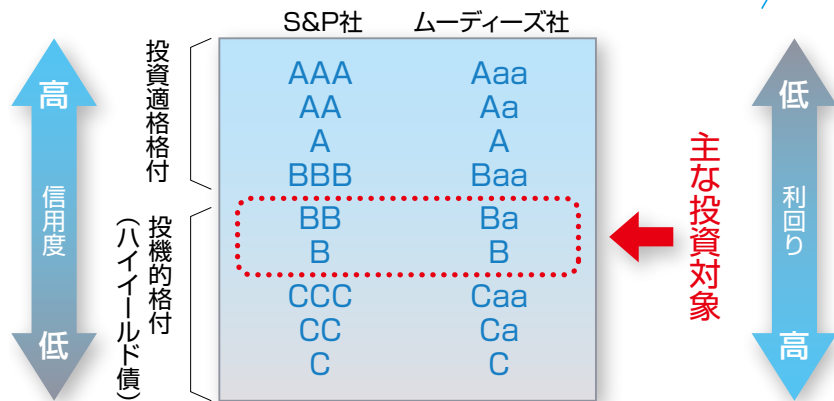 S&P社 ムーディーズ社
高
信用度
低
投資適格格付
投機的格付
（ハイイールド債）
AAA Aaa
AA Aa
A A
BBB Baa
BB Ba
B B
CCC Caa
CC Ca
C C
主な投資対象
低
利回り
高